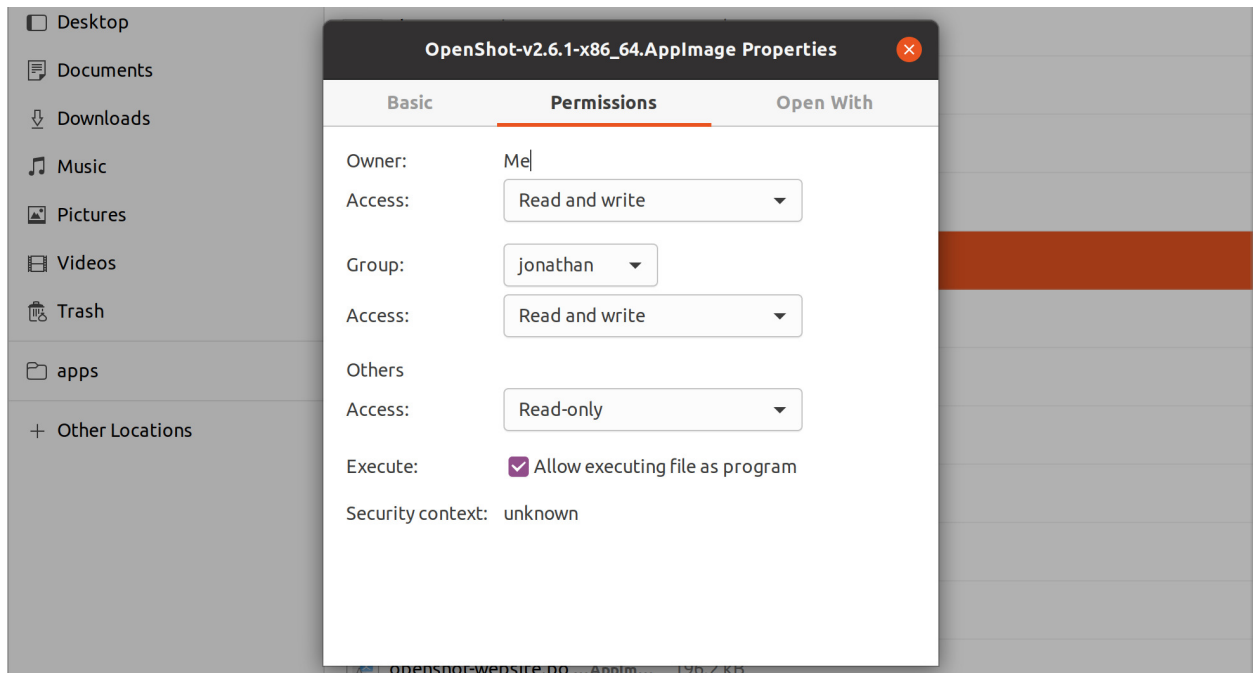 Desktop
Documents
Downloads
Music
Pictures
Videos
Trash
apps
Other Locations
OpenShot-v2.6.1-x86_64.AppImage Properties
Basic Permissions Open With
Owner: Me
Access: Read and write
Group: jonathan
Access: Read and write
Others
Access: Read-only
Execute: Allow executing file as program
Security context: unknown